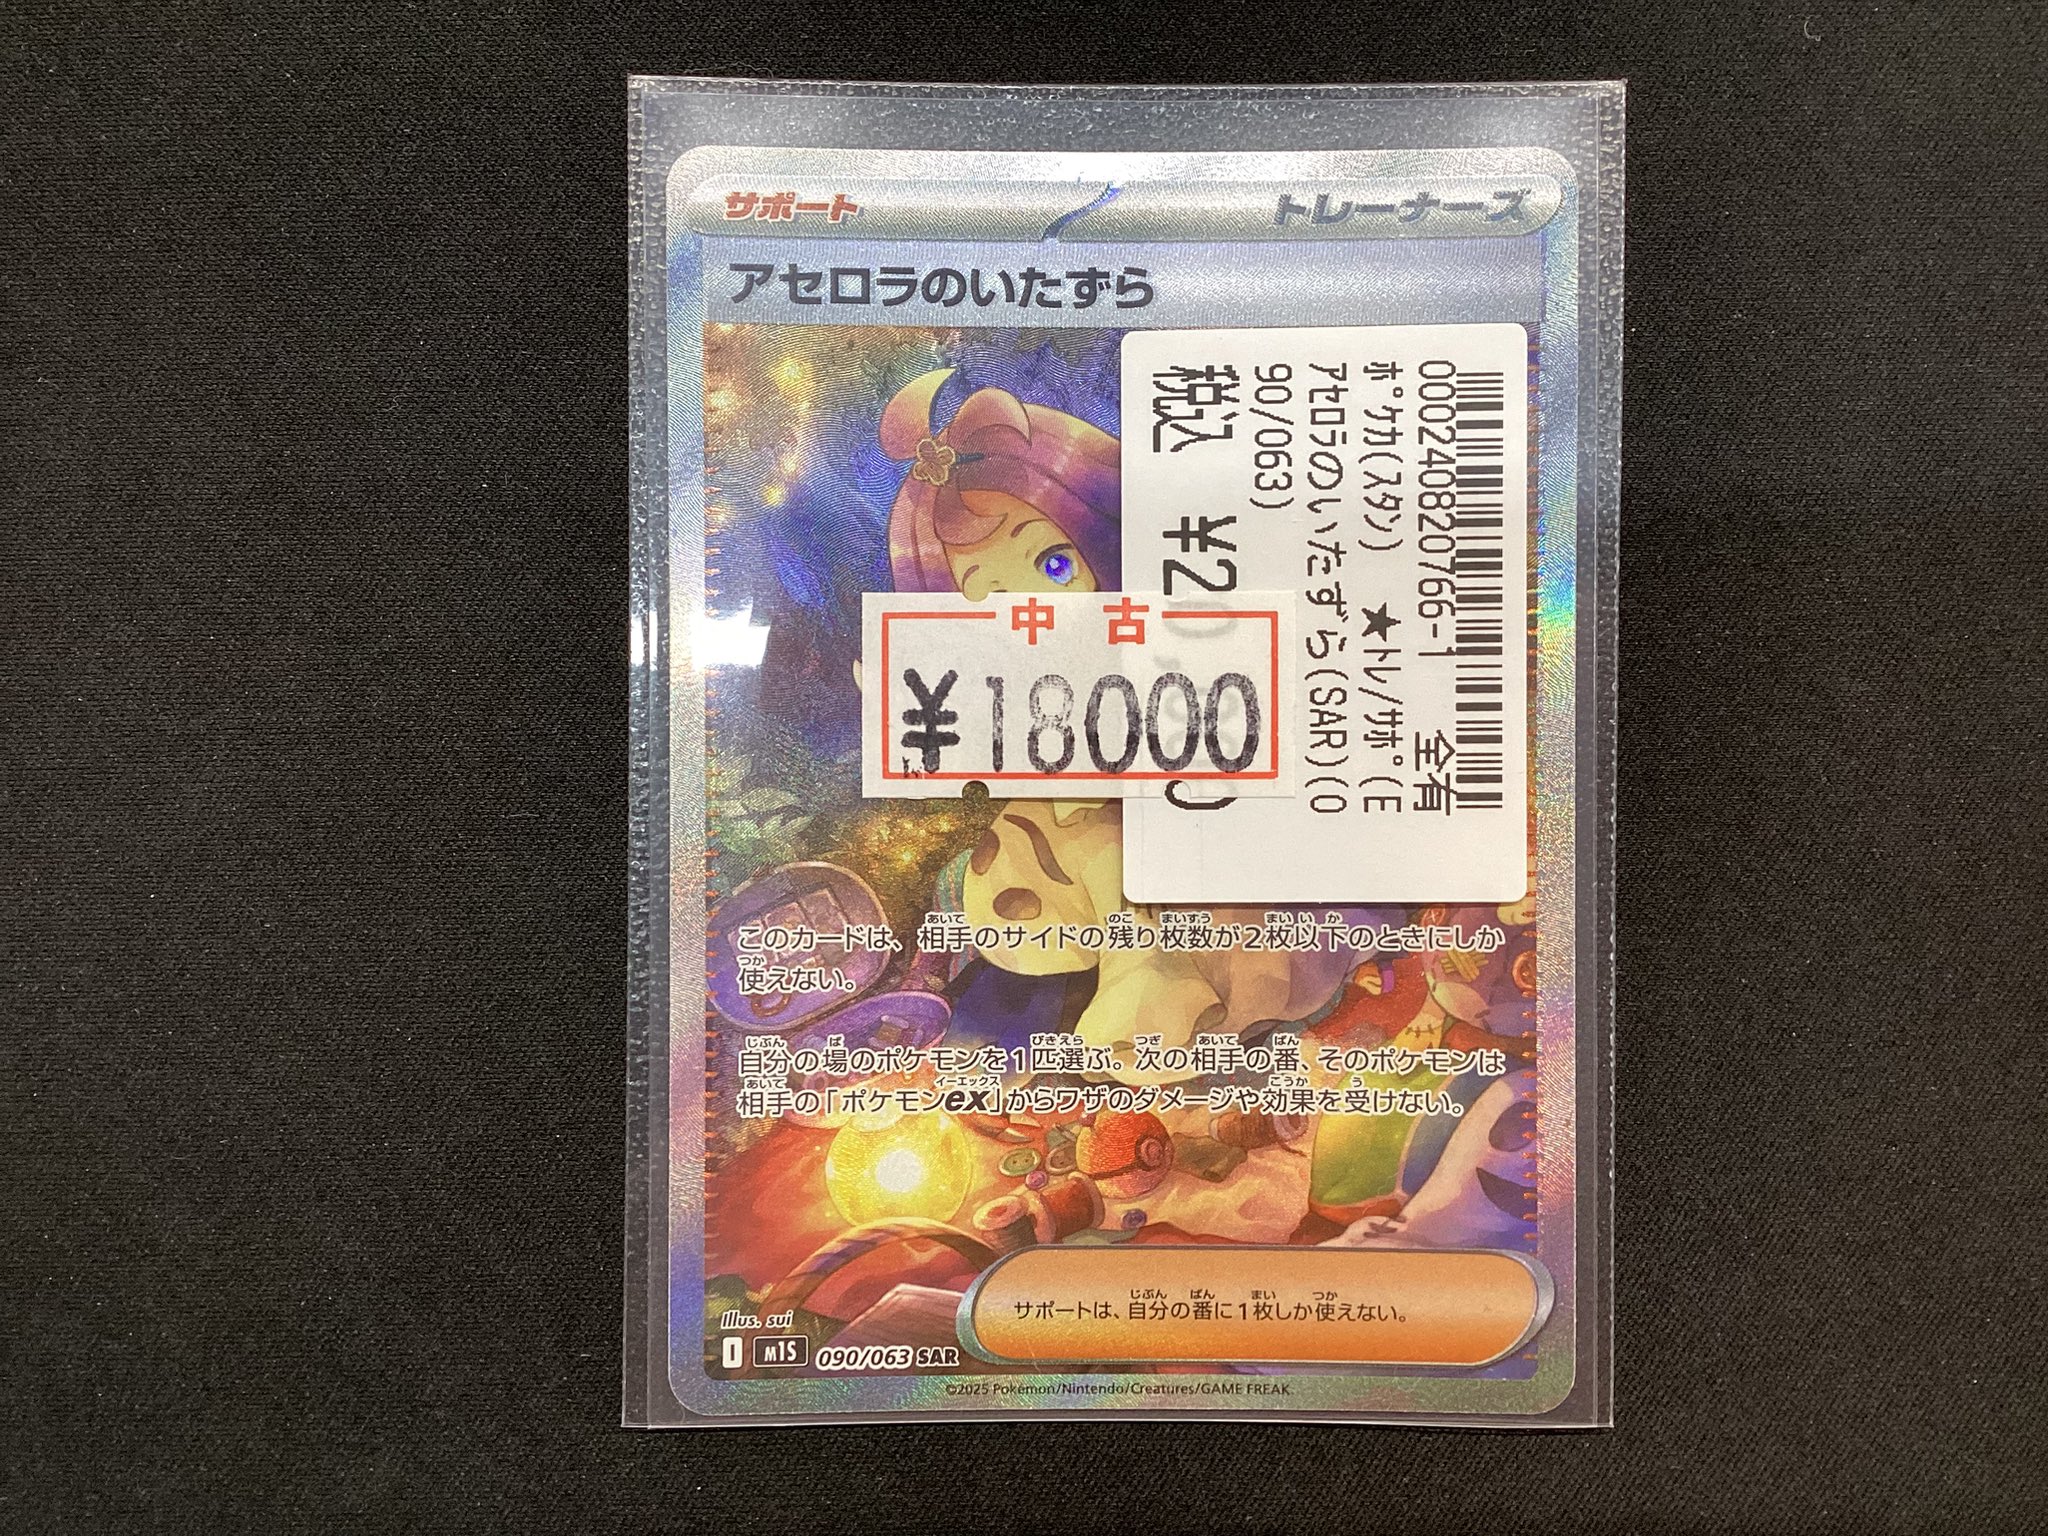 サポート
トレーナーズ
アセロラのいたずら
000240820766-1 全有
ﾎﾟｹｶ(ｽﾀﾝ) ★ﾄﾚ/ｻﾎﾟ(E
ｱｾﾛﾗのいたずら(SAR)(0
90/063)
税込
中古
¥18000
このカードは、相手のサイドの残り枚数が2枚以下のときにしか
使えない。
自分の場のポケモンを1匹選ぶ。次の相手の番、そのポケモンは
相手の「ポケモンex」からワザのダメージや効果を受けない。
サポートは、自分の番に1枚しか使えない。
Illus. sui
I M1S 090/063 SAR
©2025 Pokémon/Nintendo/Creatures/GAME FREAK.